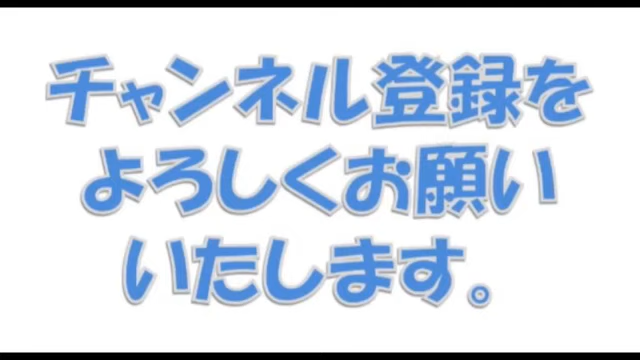 チャンネル登録を
よろしくお願い
いたします。